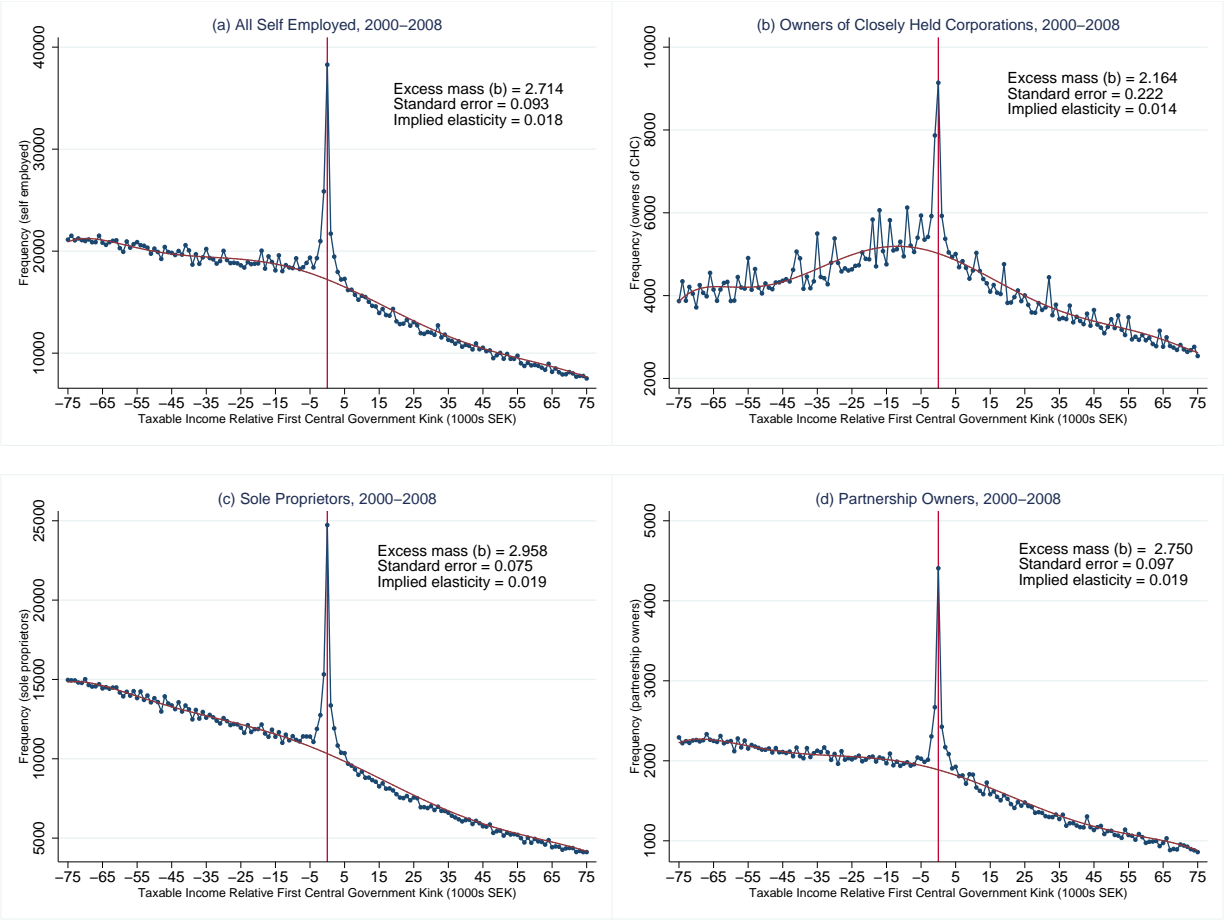 (a) All Self Employed, 2000–2008
Excess mass (b) = 2.714
Standard error = 0.093
Implied elasticity = 0.018
Frequency (self employed)
40000
30000
20000
10000
−75 −65 −55 −45 −35 −25 −15 −5 5 15 25 35 45 55 65 75
Taxable Income Relative First Central Government Kink (1000s SEK)
(b) Owners of Closely Held Corporations, 2000–2008
Excess mass (b) = 2.164
Standard error = 0.222
Implied elasticity = 0.014
Frequency (owners of CHC)
10000
8000
6000
4000
2000
−75 −65 −55 −45 −35 −25 −15 −5 5 15 25 35 45 55 65 75
Taxable Income Relative First Central Government Kink (1000s SEK)
(c) Sole Proprietors, 2000–2008
Excess mass (b) = 2.958
Standard error = 0.075
Implied elasticity = 0.019
Frequency (sole proprietors)
25000
20000
15000
10000
5000
−75 −65 −55 −45 −35 −25 −15 −5 5 15 25 35 45 55 65 75
Taxable Income Relative First Central Government Kink (1000s SEK)
(d) Partnership Owners, 2000–2008
Excess mass (b) = 2.750
Standard error = 0.097
Implied elasticity = 0.019
Frequency (partnership owners)
5000
4000
3000
2000
1000
−75 −65 −55 −45 −35 −25 −15 −5 5 15 25 35 45 55 65 75
Taxable Income Relative First Central Government Kink (1000s SEK)